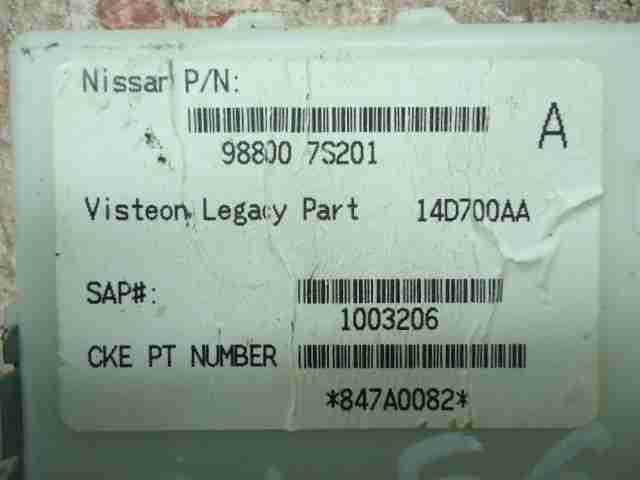 Nissan P/N:
A
98800 7S201
Visteon Legacy Part 14D700AA
SAP#:
1003206
CKE PT NUMBER
*847A0082*